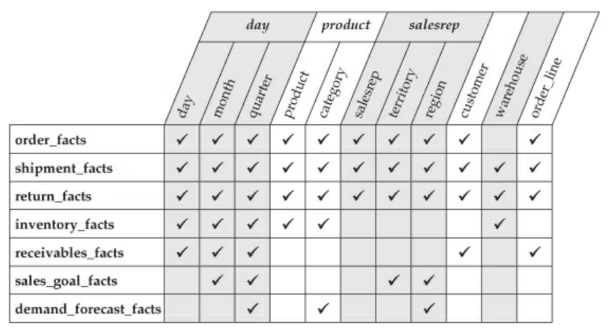 day product salesrep
day month quarter product category salesrep territory region customer warehouse order_line
order_facts ✓ ✓ ✓ ✓ ✓ ✓ ✓ ✓ ✓ ✓
shipment_facts ✓ ✓ ✓ ✓ ✓ ✓ ✓ ✓ ✓ ✓ ✓
return_facts ✓ ✓ ✓ ✓ ✓ ✓ ✓ ✓ ✓ ✓ ✓
inventory_facts ✓ ✓ ✓ ✓ ✓ ✓
receivables_facts ✓ ✓ ✓ ✓ ✓
sales_goal_facts ✓ ✓ ✓ ✓
demand_forecast_facts ✓ ✓ ✓